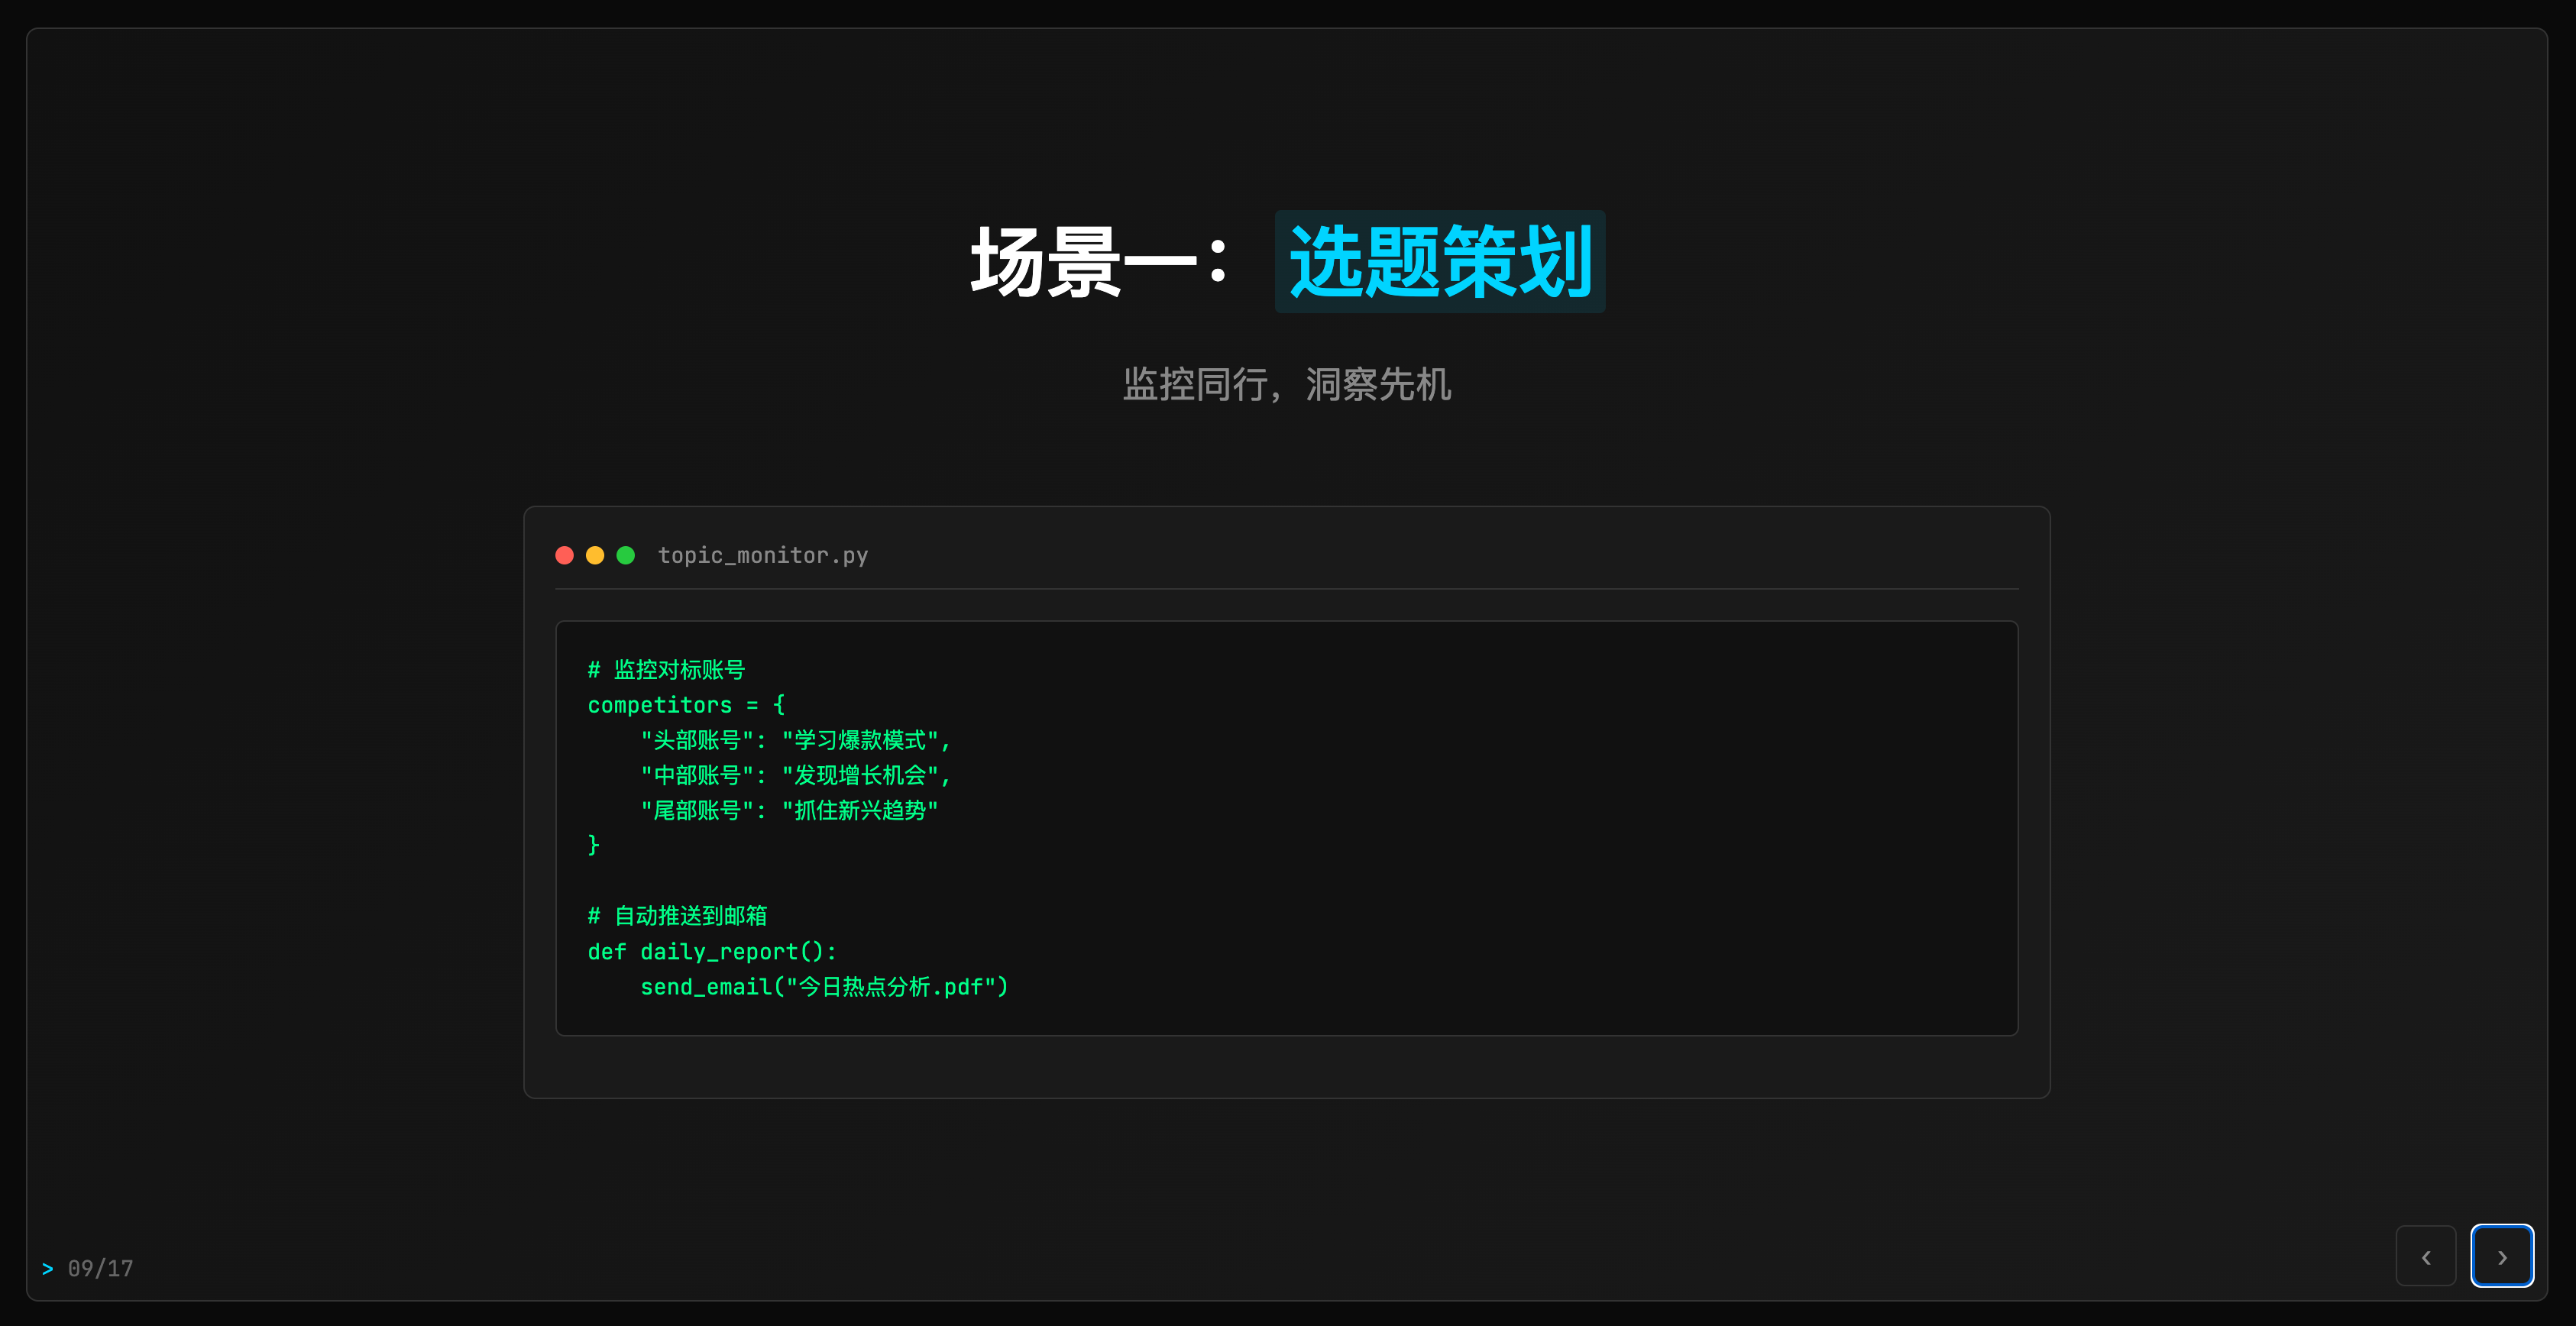 场景一：选题策划
监控同行，洞察先机
topic_monitor.py
# 监控对标账号
competitors = {
    "头部账号": "学习爆款模式",
    "中部账号": "发现增长机会",
    "尾部账号": "抓住新兴趋势"
}
# 自动推送到邮箱
def daily_report():
    send_email("今日热点分析.pdf")
> 09/17
‹ ›